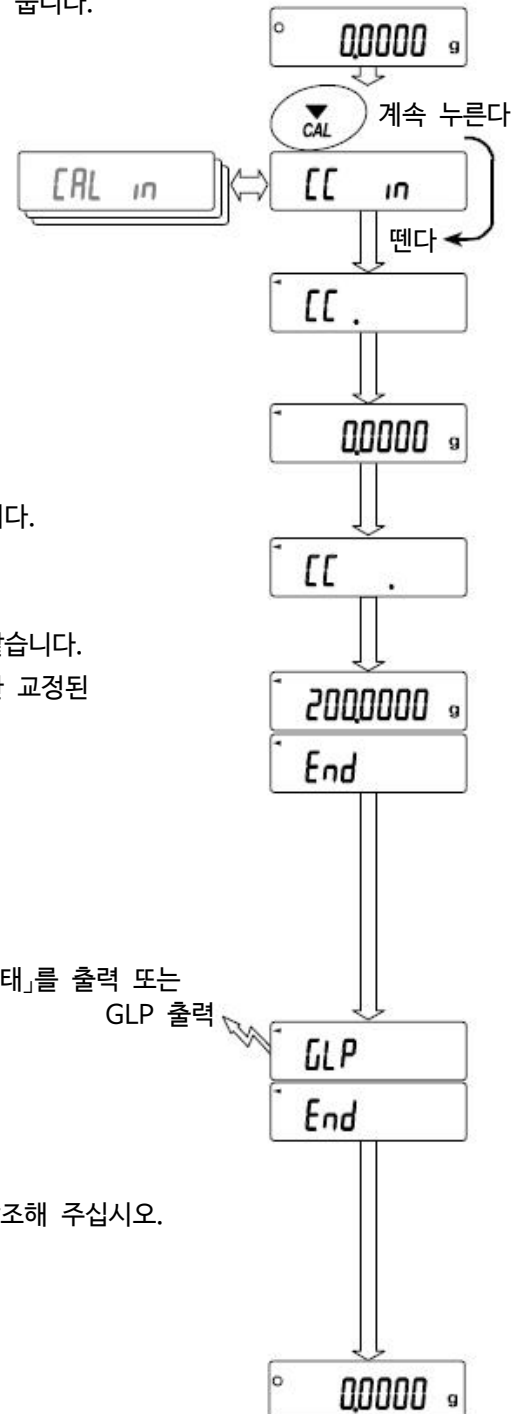 줍니다.
0.0000 g
CAL
계속 누른다
CAL in
CC in
뗀다
CC .
0.0000 g
니다.
CC .
같습니다.
교정된
200.0000 g
End
태」를 출력 또는
GLP 출력
GLP
End
조해 주십시오.
0.0000 g